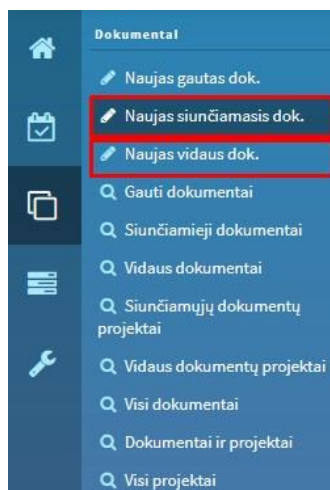 Dokumentai
Naujas gautas dok.
Naujas siunčiamasis dok.
Naujas vidaus dok.
Gauti dokumentai
Siunčiamieji dokumentai
Vidaus dokumentai
Siunčiamųjų dokumentų
projektai
Vidaus dokumentų projektai
Visi dokumentai
Dokumentai ir projektai
Visi projektai